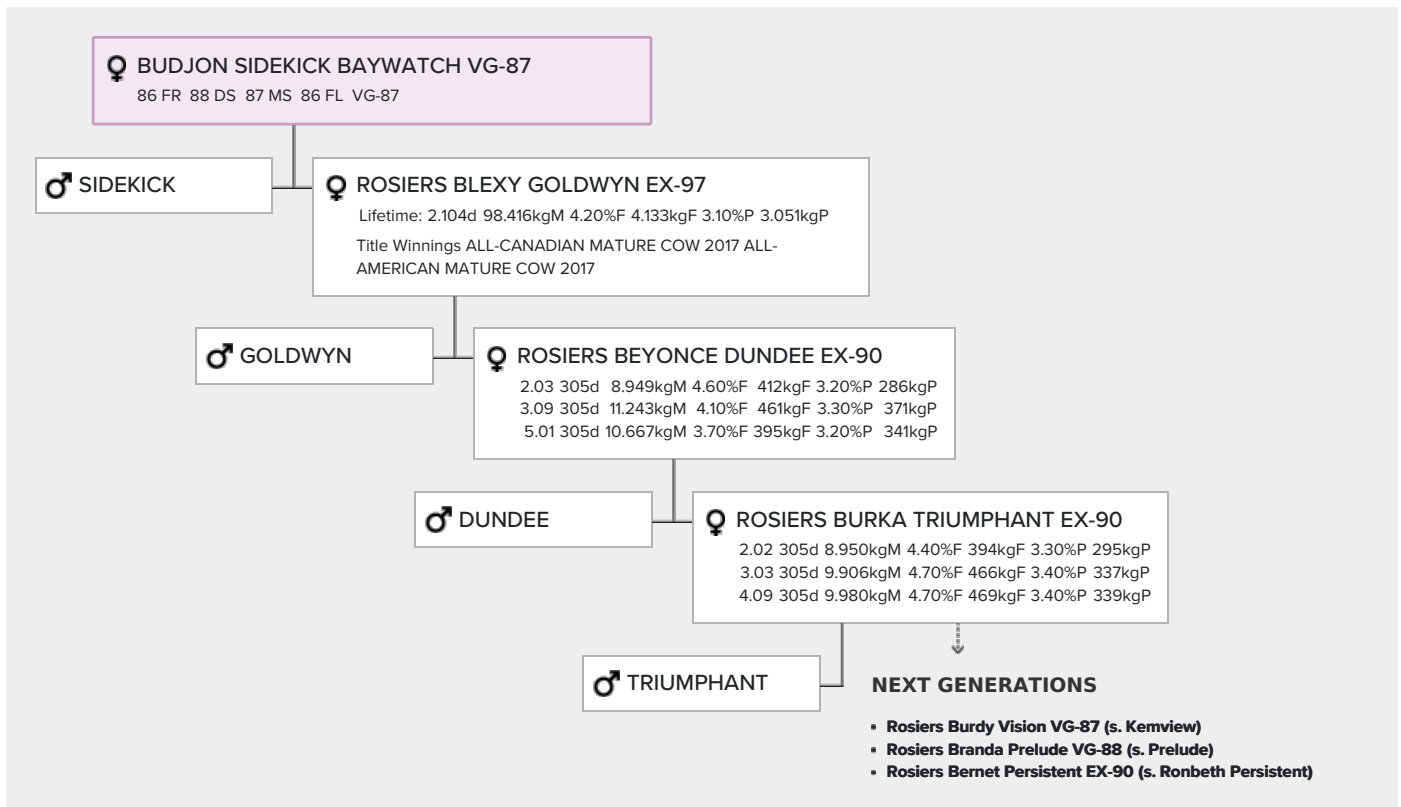 BUDJON SIDEKICK BAYWATCH VG-87
86 FR 88 DS 87 MS 86 FL VG-87
SIDEKICK
ROSIERS BLEXY GOLDWYN EX-97
Lifetime: 2.104d 98.416kgM 4.20%F 4.133kgF 3.10%P 3.051kgP
Title Winnings ALL-CANADIAN MATURE COW 2017 ALL-
AMERICAN MATURE COW 2017
GOLDWYN
ROSIERS BEYONCE DUNDEE EX-90
2.03 305d 8.949kgM 4.60%F 412kgF 3.20%P 286kgP
3.09 305d 11.243kgM 4.10%F 461kgF 3.30%P 371kgP
5.01 305d 10.667kgM 3.70%F 395kgF 3.20%P 341kgP
DUNDEE
ROSIERS BURKA TRIUMPHANT EX-90
2.02 305d 8.950kgM 4.40%F 394kgF 3.30%P 295kgP
3.03 305d 9.906kgM 4.70%F 466kgF 3.40%P 337kgP
4.09 305d 9.980kgM 4.70%F 469kgF 3.40%P 339kgP
TRIUMPHANT
NEXT GENERATIONS
• Rosiers Burdy Vision VG-87 (s. Kemview)
• Rosiers Branda Prelude VG-88 (s. Prelude)
• Rosiers Bernet Persistent EX-90 (s. Ronbeth Persistent)